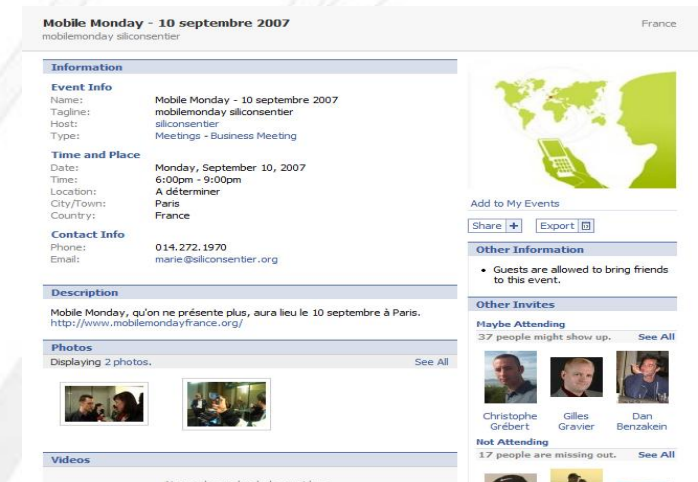 Mobile Monday - 10 septembre 2007
France
mobilemonday siliconsentier
Information
Event Info
Name: Mobile Monday - 10 septembre 2007
Tagline: mobilemonday siliconsentier
Host: siliconsentier
Type: Meetings - Business Meeting
Time and Place
Date: Monday, September 10, 2007
Time: 6:00pm - 9:00pm
Location: A déterminer
City/Town: Paris
Country: France
Contact Info
Phone: 014.272.1970
Email: marie@siliconsentier.org
Description
Mobile Monday, qu'on ne présente plus, aura lieu le 10 septembre à Paris.
http://www.mobilemondayfrance.org/
Photos
Displaying 2 photos. See All
Videos
Add to My Events
Share + Export
Other Information
• Guests are allowed to bring friends
to this event.
Other Invites
Maybe Attending
37 people might show up. See All
Christophe Grébert
Gilles Gravier
Dan Benzakein
Not Attending
17 people are missing out. See All